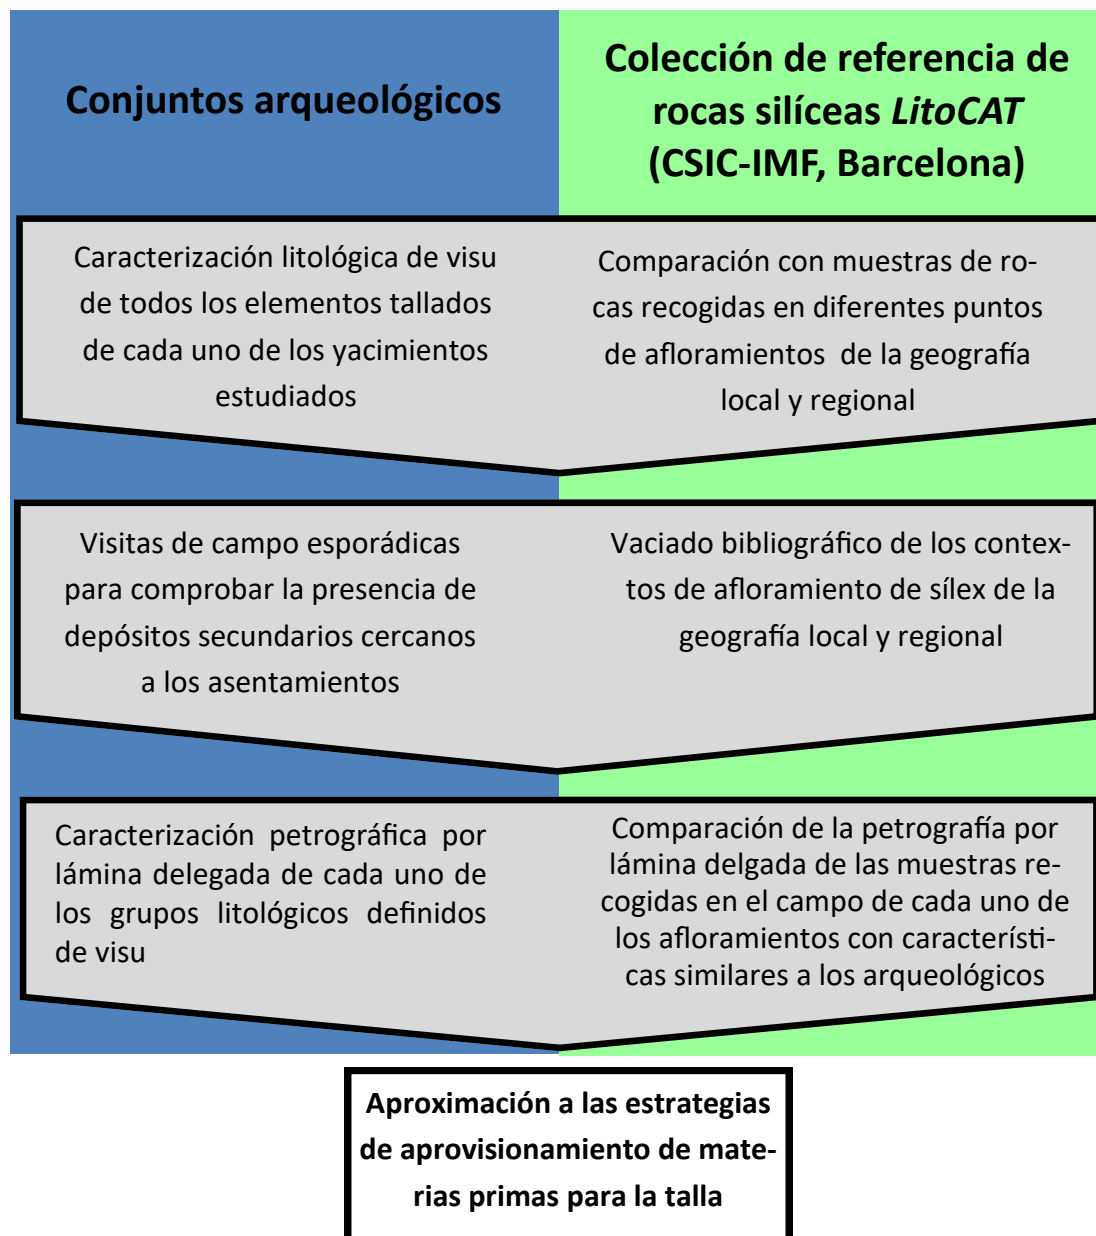 Conjuntos arqueológicos
Colección de referencia de
rocas silíceas LitoCAT
(CSIC-IMF, Barcelona)
Caracterización litológica de visu
de todos los elementos tallados
de cada uno de los yacimientos
estudiados
Comparación con muestras de ro-
cas recogidas en diferentes puntos
de afloramientos de la geografía
local y regional
Visitas de campo esporádicas
para comprobar la presencia de
depósitos secundarios cercanos
a los asentamientos
Vaciado bibliográfico de los contex-
tos de afloramiento de sílex de la
geografía local y regional
Caracterización petrográfica por
lámina delegada de cada uno de
los grupos litológicos definidos
de visu
Comparación de la petrografía por
lámina delgada de las muestras re-
cogidas en el campo de cada uno de
los afloramientos con característi-
cas similares a los arqueológicos
Aproximación a las estrategias
de aprovisionamiento de mate-
rias primas para la talla